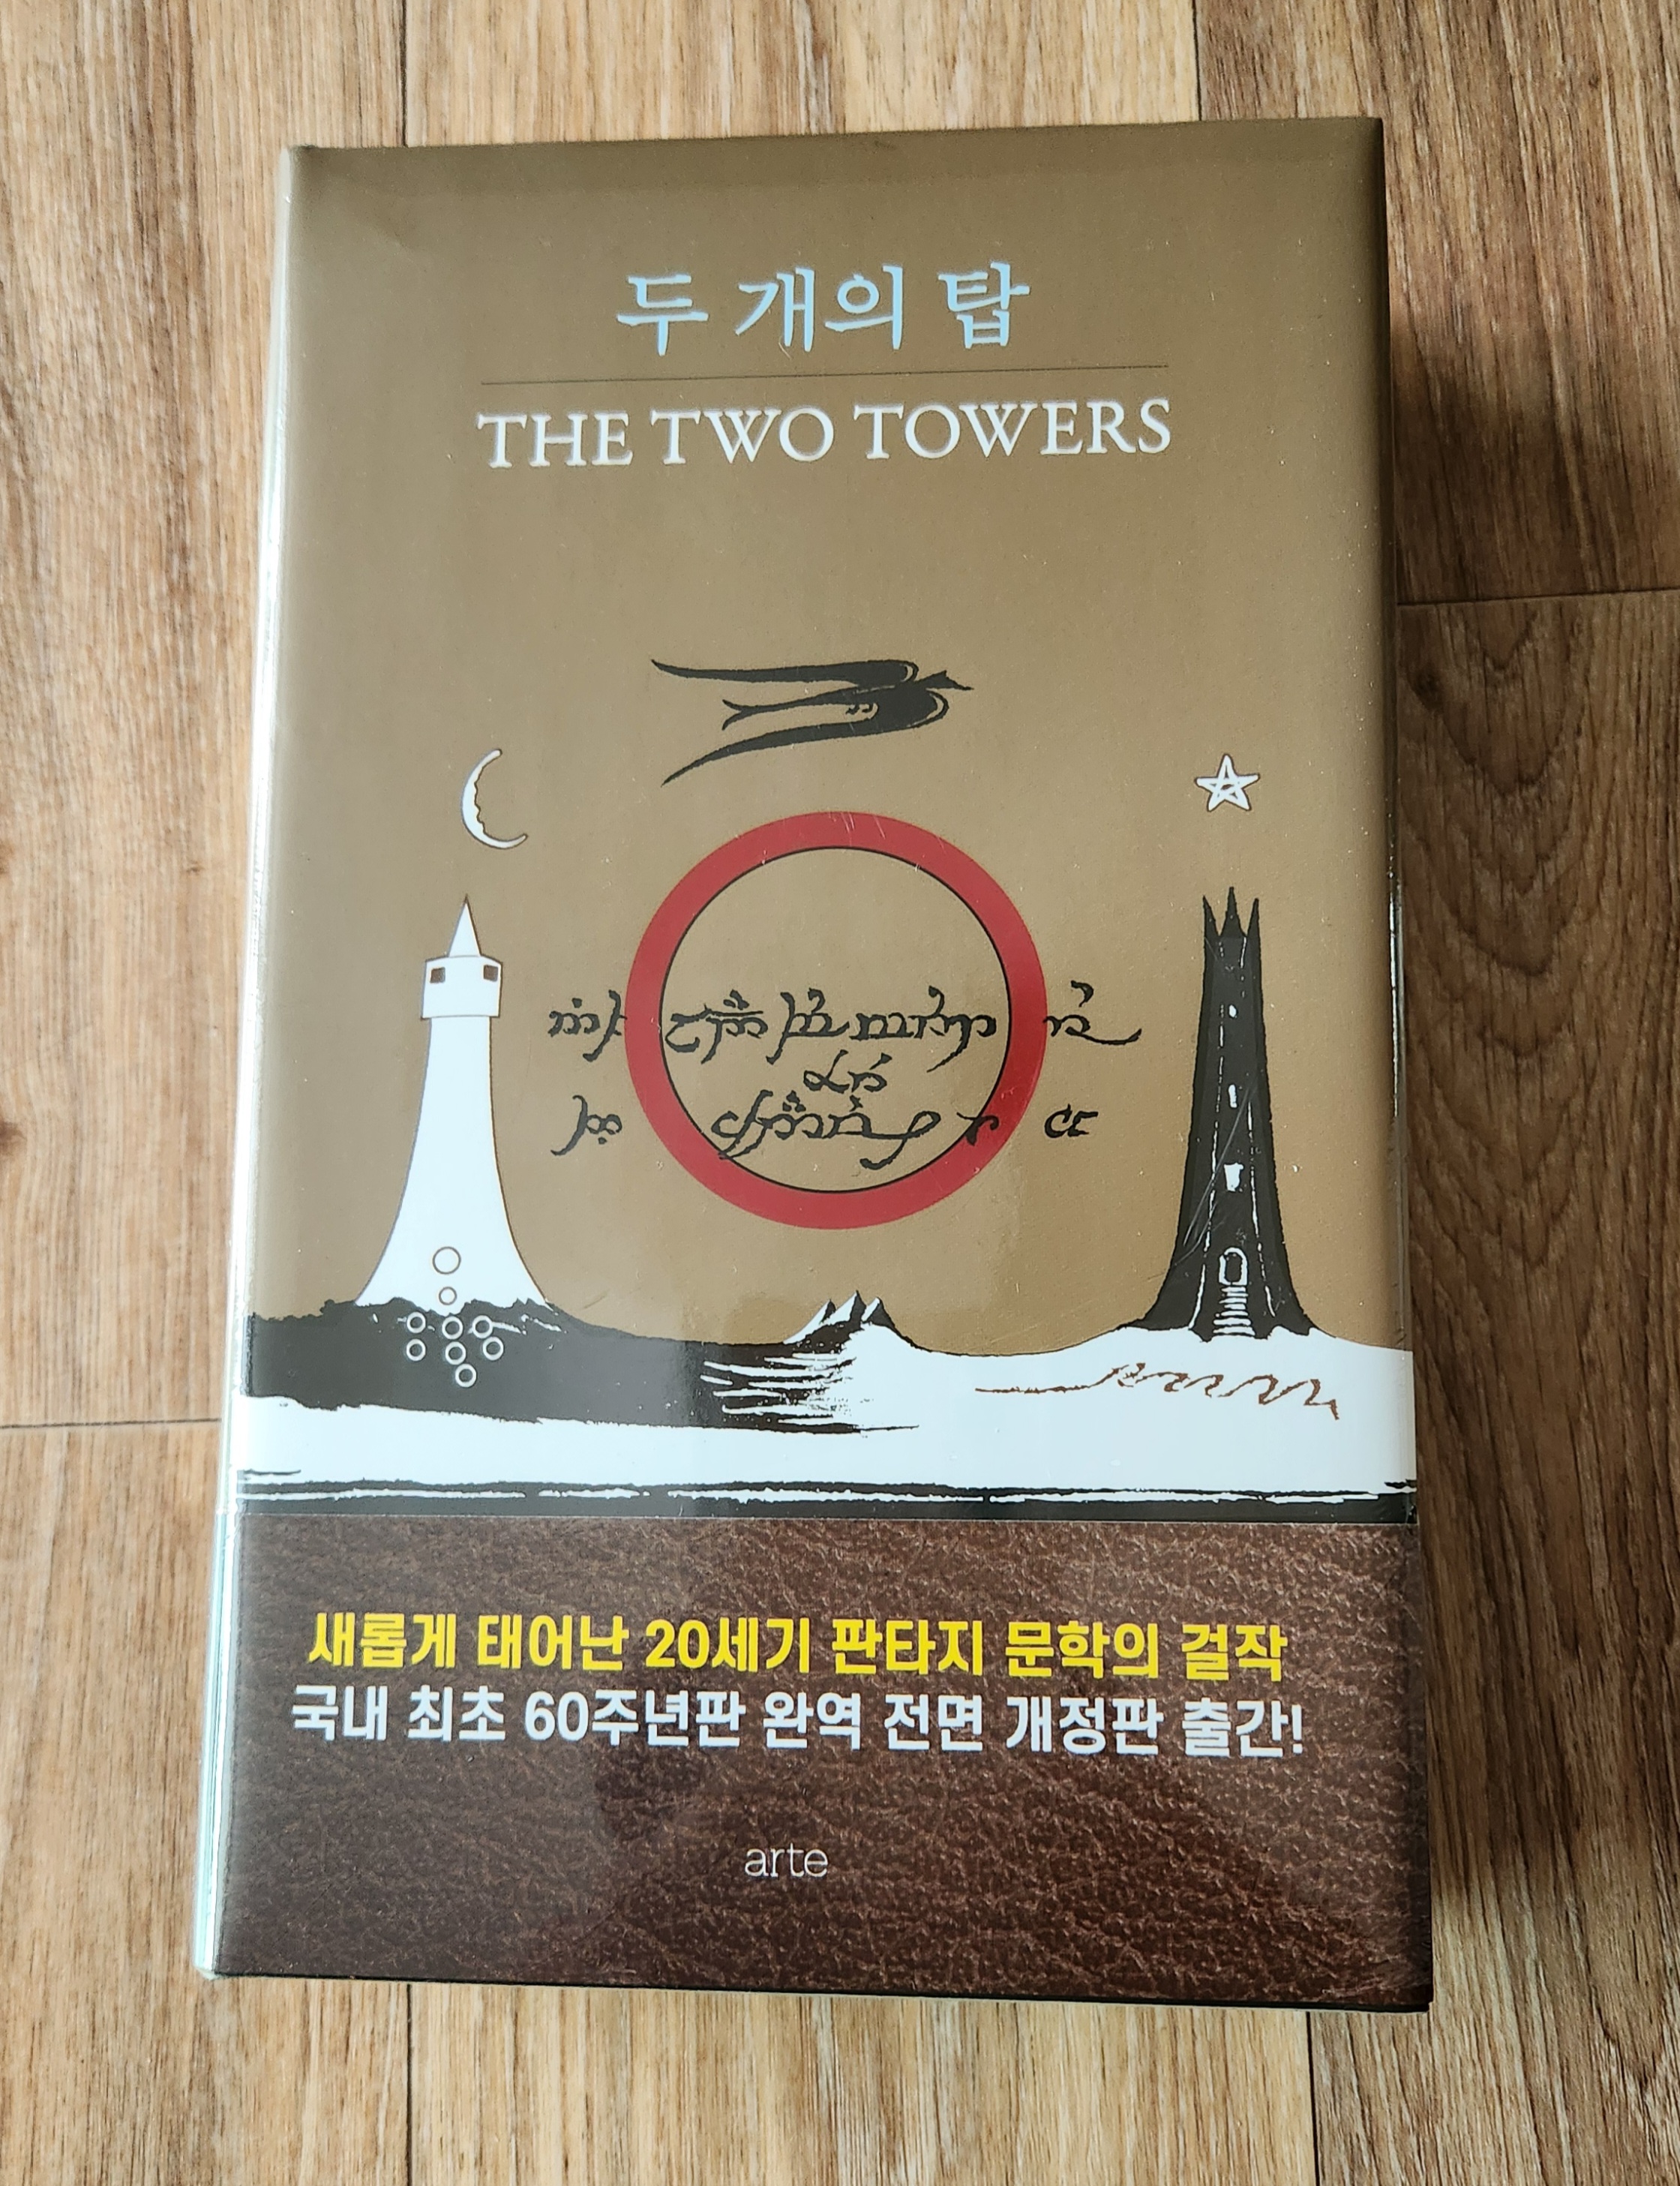 두 개의 탑
THE TWO TOWERS
새롭게 태어난 20세기 판타지 문학의 걸작
국내 최초 60주년판 완역 전면 개정판 출간!
arte